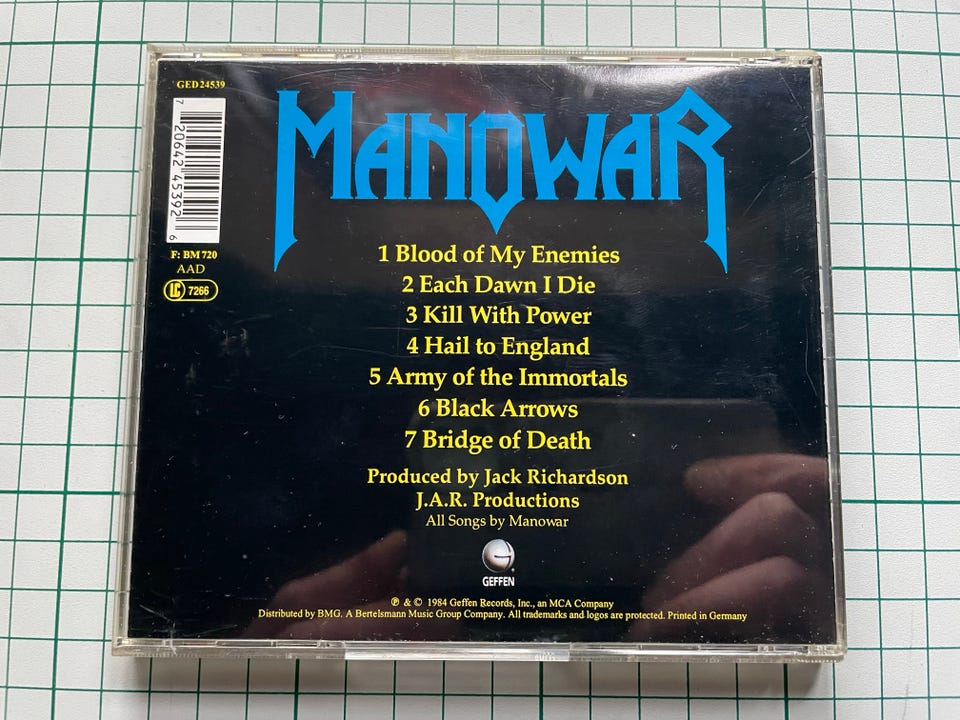 GED24539
7 20642 45392 6
F: BM 720
AAD
LC 7266
MANOWAR
1 Blood of My Enemies
2 Each Dawn I Die
3 Kill With Power
4 Hail to England
5 Army of the Immortals
6 Black Arrows
7 Bridge of Death
Produced by Jack Richardson
J.A.R. Productions
All Songs by Manowar
GEFFEN
℗ & © 1984 Geffen Records, Inc., an MCA Company
Distributed by BMG. A Bertelsmann Music Group Company. All trademarks and logos are protected. Printed in Germany